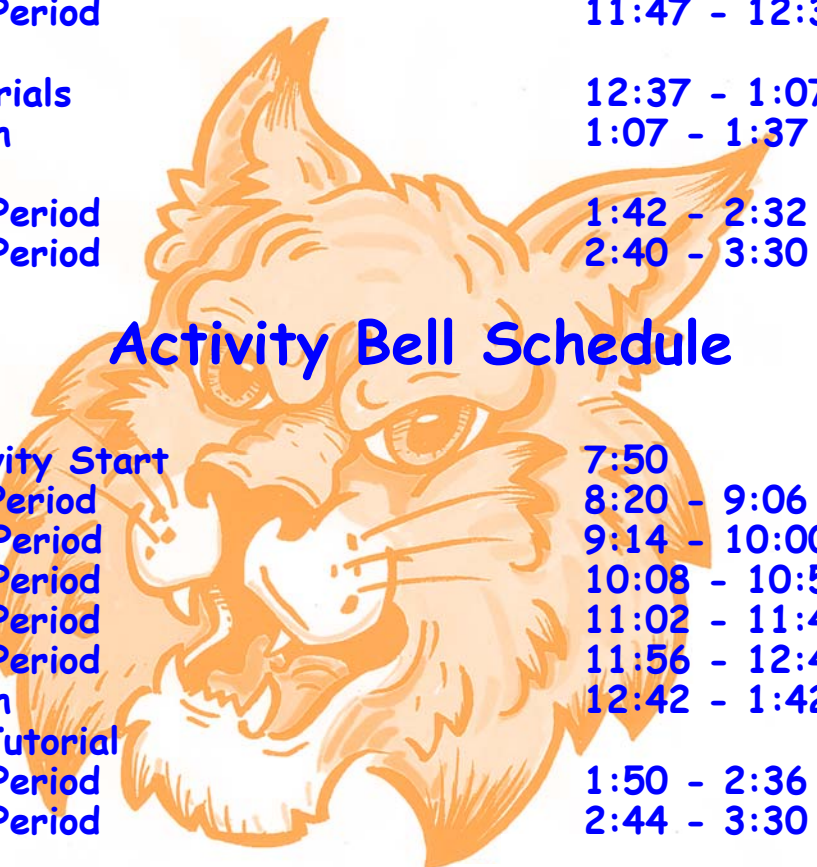 Period 11:47 - 12:3
rials 12:37 - 1:07
n 1:07 - 1:37
Period 1:42 - 2:32
Period 2:40 - 3:30
Activity Bell Schedule
vity Start 7:50
Period 8:20 - 9:06
Period 9:14 - 10:00
Period 10:08 - 10:5
Period 11:02 - 11:4
Period 11:56 - 12:4
n 12:42 - 1:42
Tutorial
Period 1:50 - 2:36
Period 2:44 - 3:30